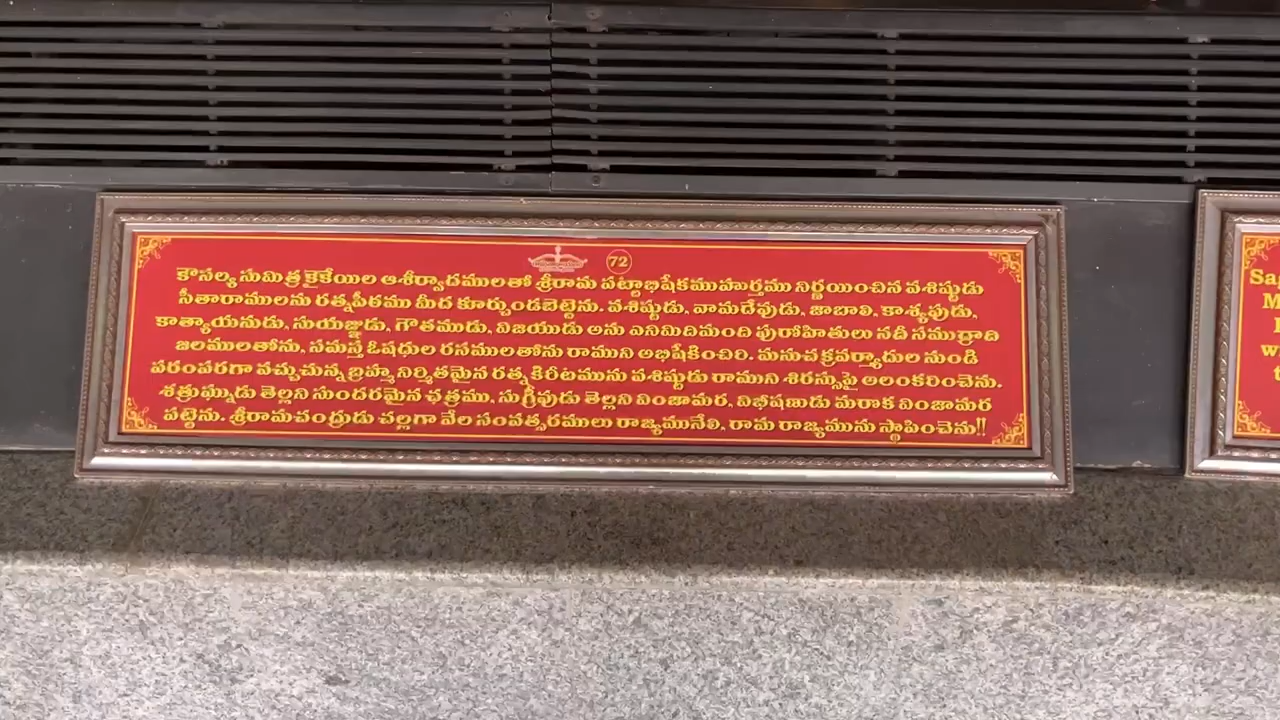 72
కౌసల్య సుమిత్ర కైకేయిల ఆశీర్వాదములతో శ్రీరామ పట్టాభిషేకముహుర్తము నిర్ణయించిన వశిష్టుడు
సీతారాములను రత్నపీఠము మీద కూర్చుండబెట్టెను. వశిష్టుడు, వామదేవుడు, జాబాలి, కాశ్యపుడు,
కాత్యాయనుడు, సుయజ్ఞుడు, గౌతముడు, విజయుడు అను ఎనిమిదిమంది పురోహితులు నదీ సముద్రాది
జలములతోను, సమస్త ఓషధుల రసములతోను రాముని అభిషేకించిరి. మనుచక్రవర్త్యాదుల నుండి
పరంపరగా వచ్చుచున్న బ్రహ్మ నిర్మితమైన రత్నకిరీటమును వశిష్టుడు రాముని శిరస్సుపై అలంకరించెను.
శత్రుఘ్నుడు తెల్లని సుందరమైన ఛత్రము, సుగ్రీవుడు తెల్లని వింజామర, విభీషణుడు మరొక వింజామర
పట్టెను. శ్రీరామచంద్రుడు చల్లగా వేల సంవత్సరములు రాజ్యమునేలి, రామ రాజ్యమును స్థాపించెను!!